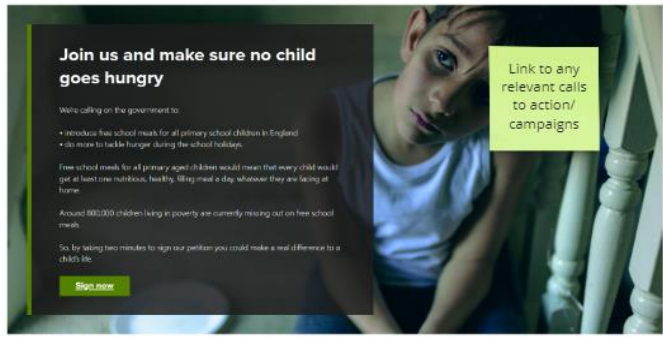 Join us and make sure no child
goes hungry
We're calling on the government to:
• introduce free school meals for all primary school children in England
• do more to tackle hunger during the school holidays.
Free school meals for all primary aged children would mean that every child would
get at least one nutritious, healthy, filling meal a day, whatever they are facing at
home.
Around 800,000 children living in poverty are currently missing out on free school
meals.
So, by taking two minutes to sign our petition you could make a real difference to a
child's life.
Sign now
Link to any
relevant calls
to action/
campaigns